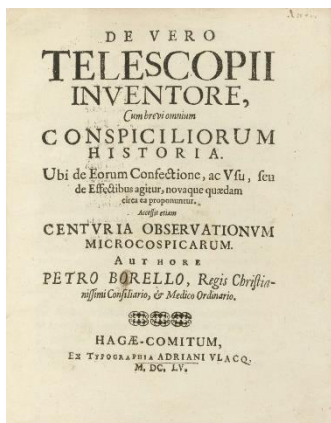 DE VERO
TELESCOPII
INVENTORE,
Cum brevi omnium
CONSPICILIORUM
HISTORIA.
Ubi de Eorum Confectione, ac Vsu, seu
de Effectibus agitur, novaque quædam
circa ea proponuntur.
Accessit etiam
CENTVRIA OBSERVATIONVM
MICROCOSPICARUM.
AUTHORE
PETRO BORELLO, Regis Christia-
nissimi Consiliario, & Medico Ordinario.
HAGÆ-COMITUM,
Ex TYPOGRAPHIA ADRIANI VLACQ.
M. DC. LV.